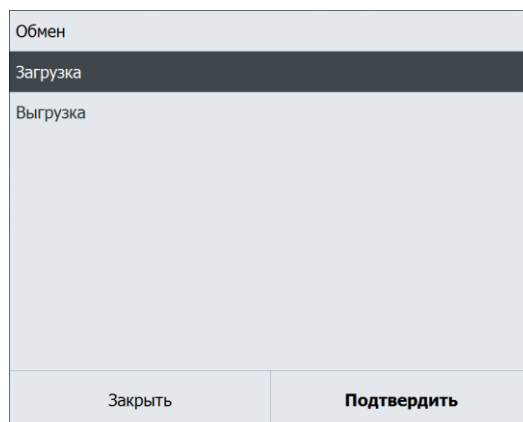 Обмен
Загрузка
Выгрузка
Закрыть
Подтвердить